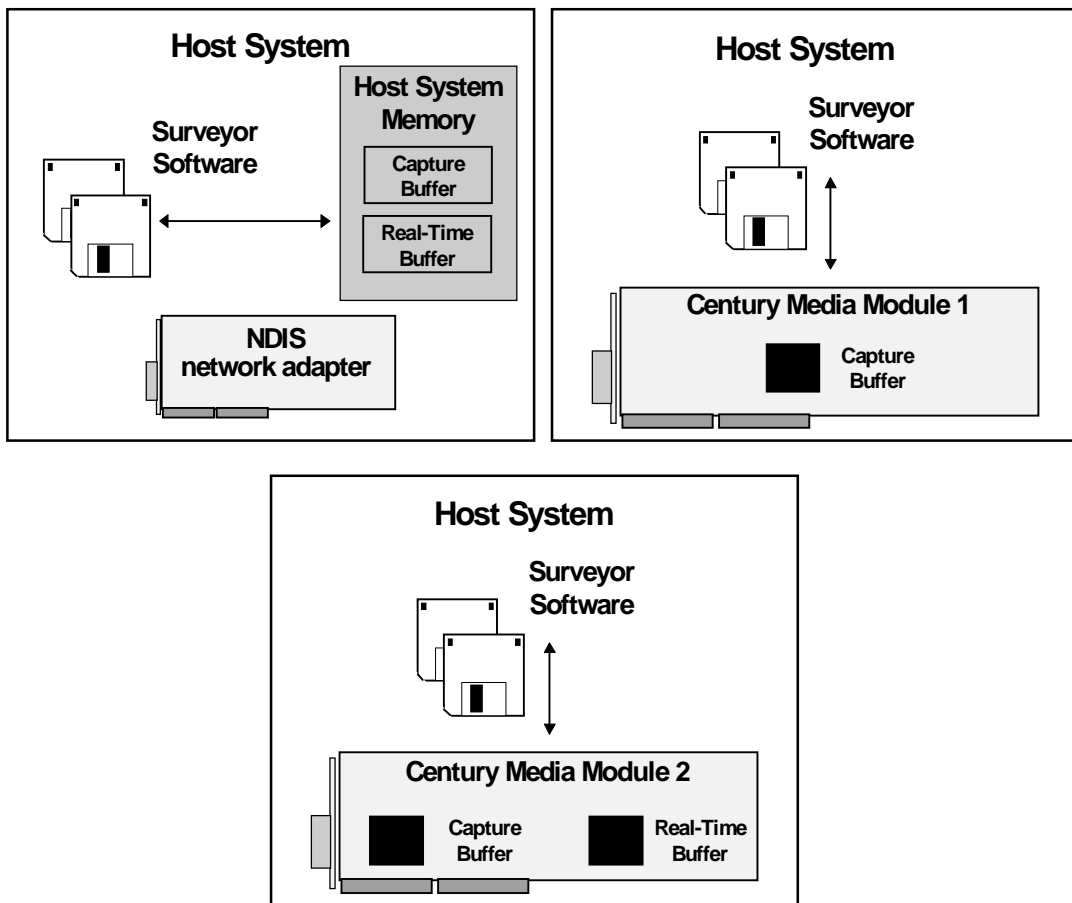 Host System
Host System
Memory
Surveyor
Software
Capture
Buffer
Real-Time
Buffer
NDIS
network adapter
Host System
Surveyor
Software
Century Media Module 1
Capture
Buffer
Host System
Surveyor
Software
Century Media Module 2
Capture
Buffer
Real-Time
Buffer